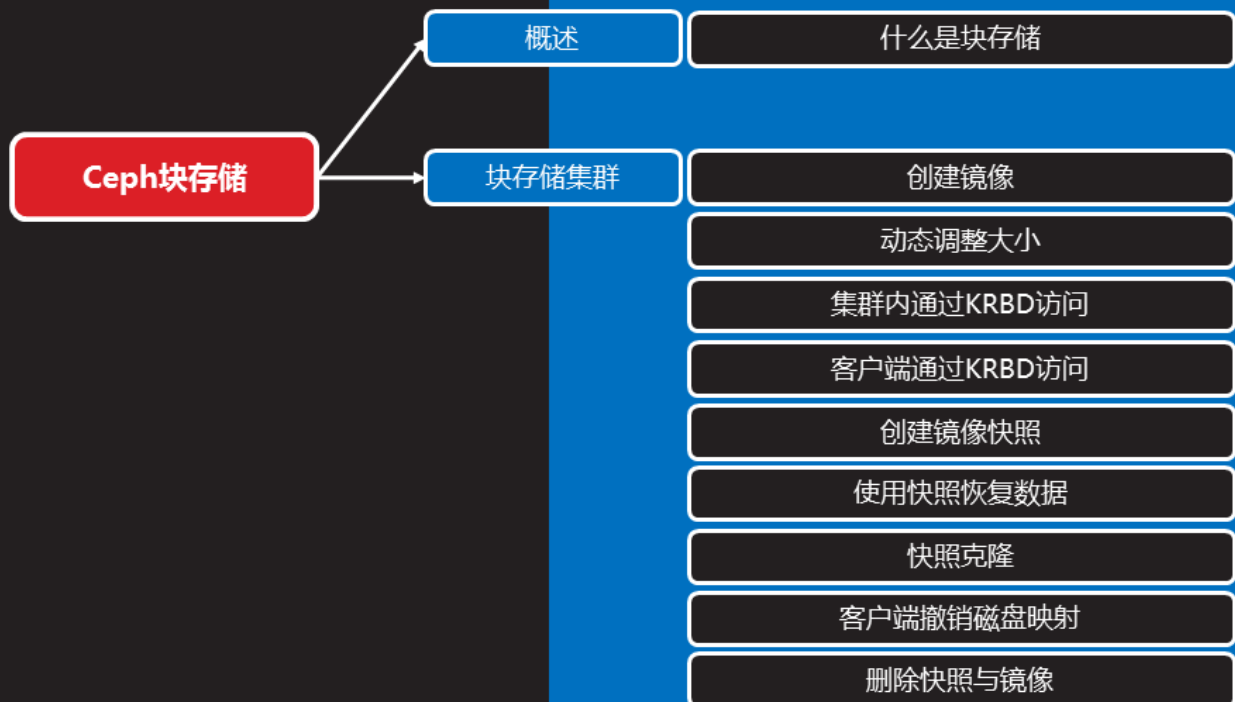 概述
什么是块存储
Ceph块存储
块存储集群
创建镜像
动态调整大小
集群内通过KRBD访问
客户端通过KRBD访问
创建镜像快照
使用快照恢复数据
快照克隆
客户端撤销磁盘映射
删除快照与镜像